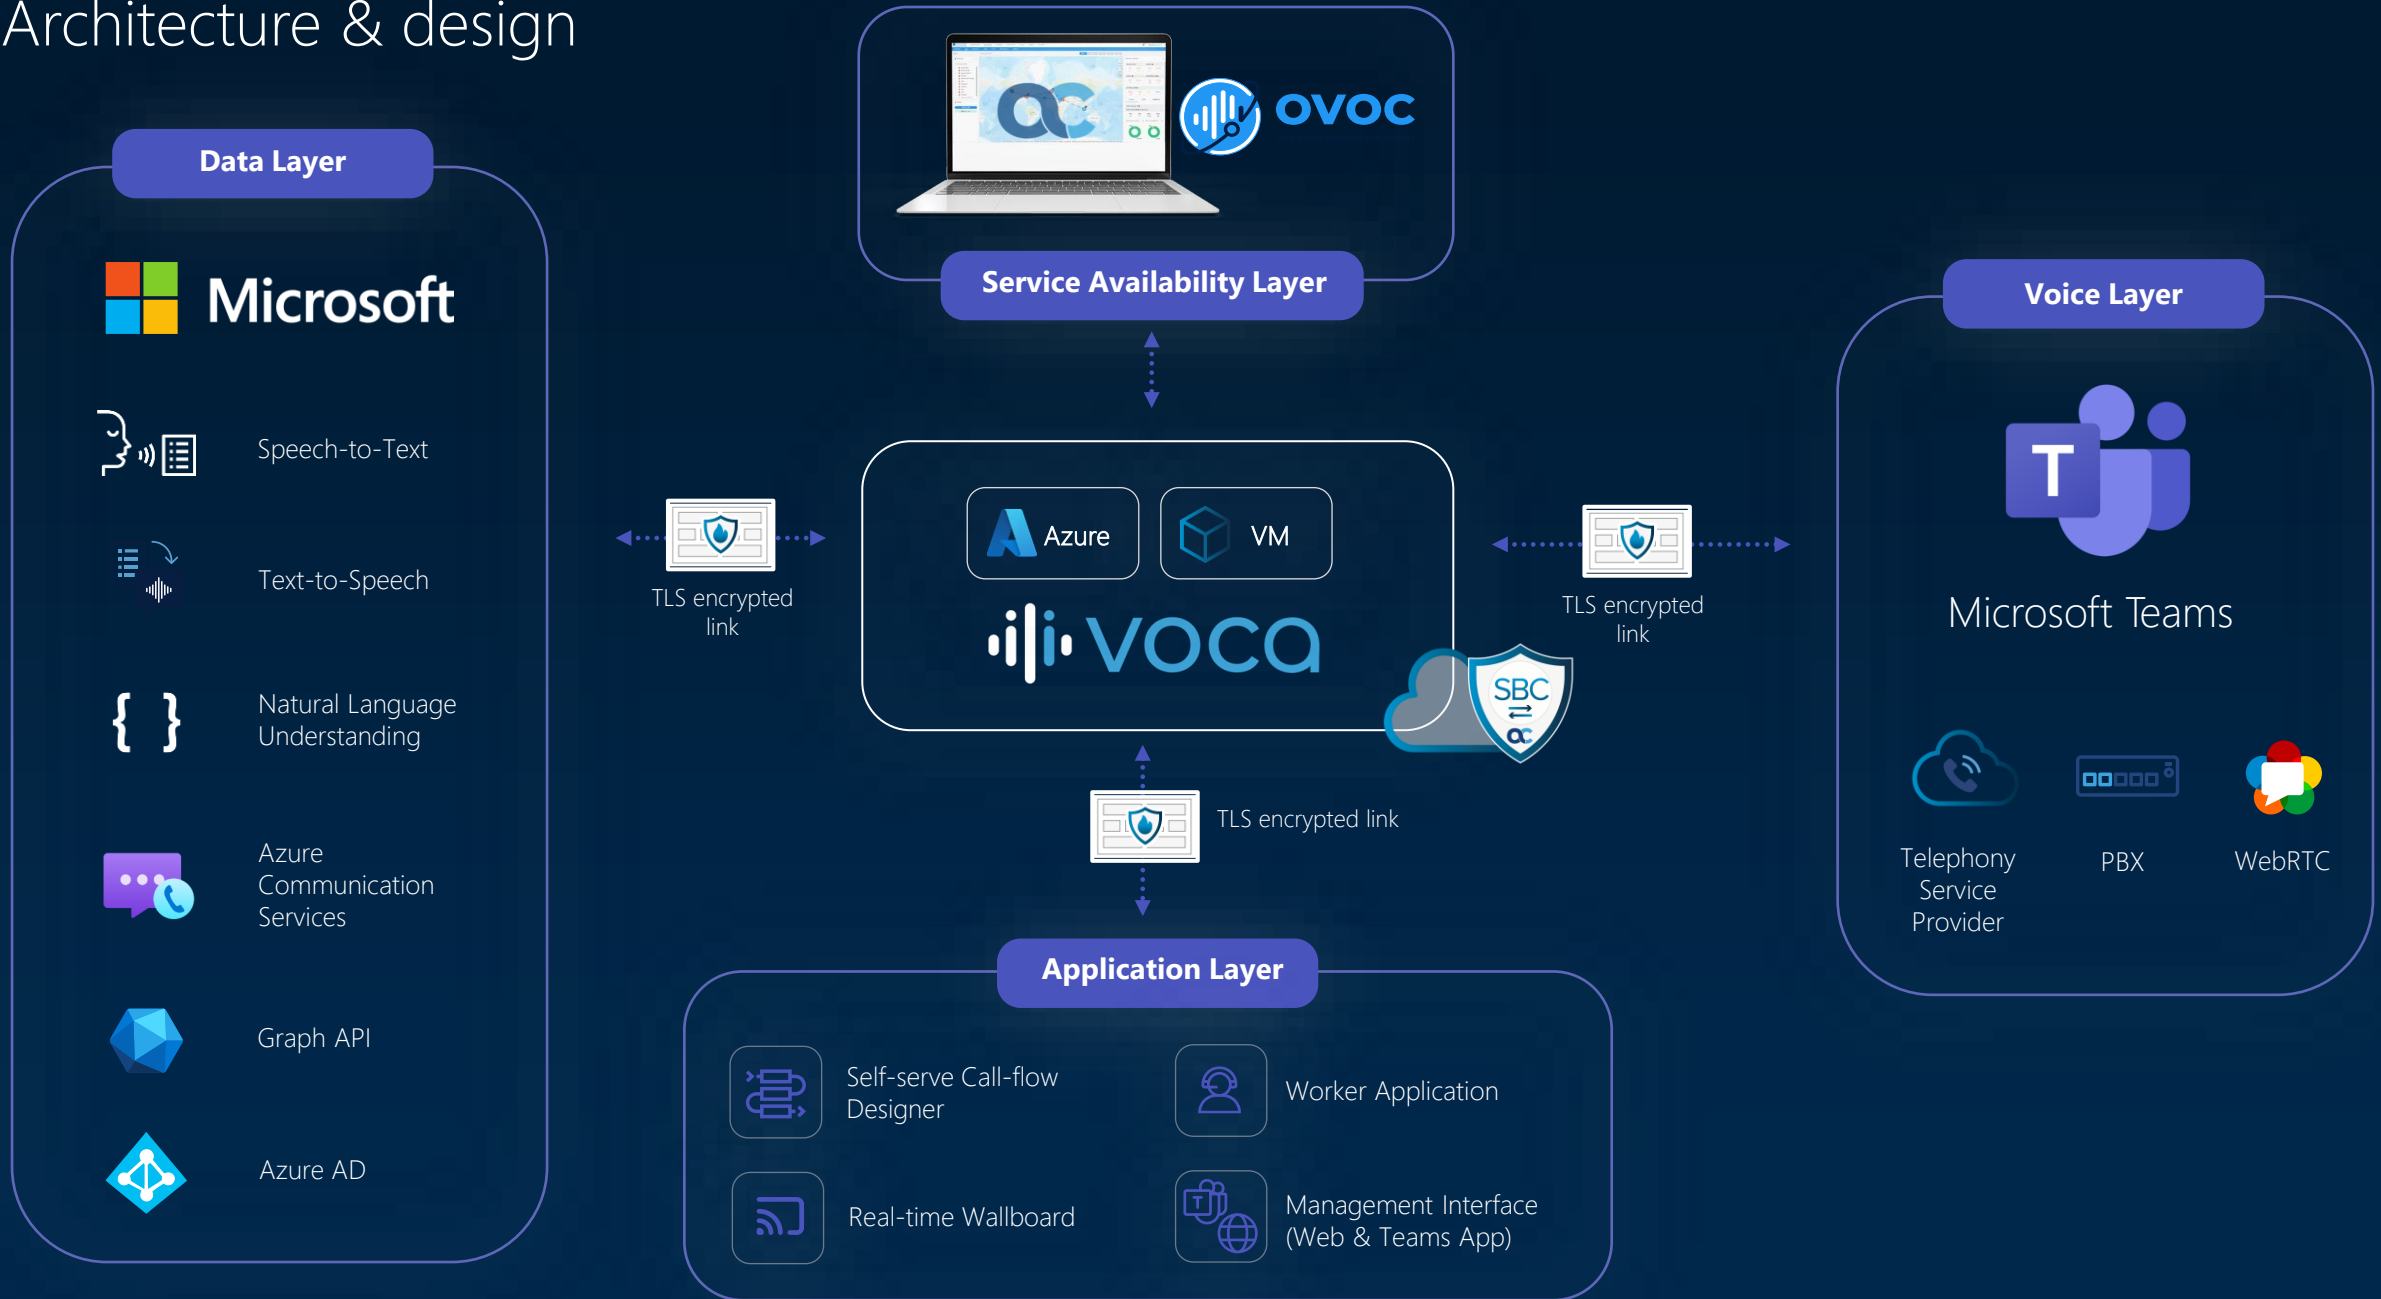 Architecture & design
OVOC
Service Availability Layer
Data Layer
Microsoft
Speech-to-Text
Text-to-Speech
Natural Language
Understanding
Azure
Communication
Services
Graph API
Azure AD
TLS encrypted
link
Azure
VM
voca
SBC
TLS encrypted
link
TLS encrypted link
Voice Layer
T
Microsoft Teams
Telephony
Service
Provider
PBX
WebRTC
Application Layer
Self-serve Call-flow
Designer
Worker Application
Real-time Wallboard
T
Management Interface
(Web & Teams App)